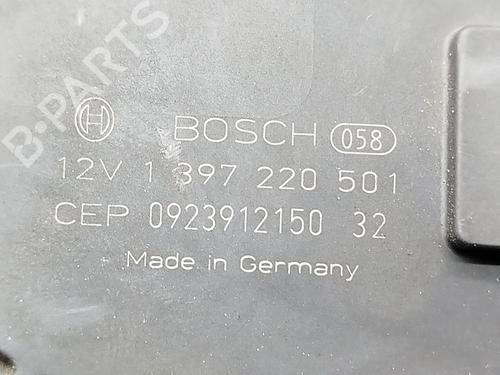 BOSCH 058
12V 1 397 220 501
CEP 0923912150 32
Made in Germany
B-PARTS